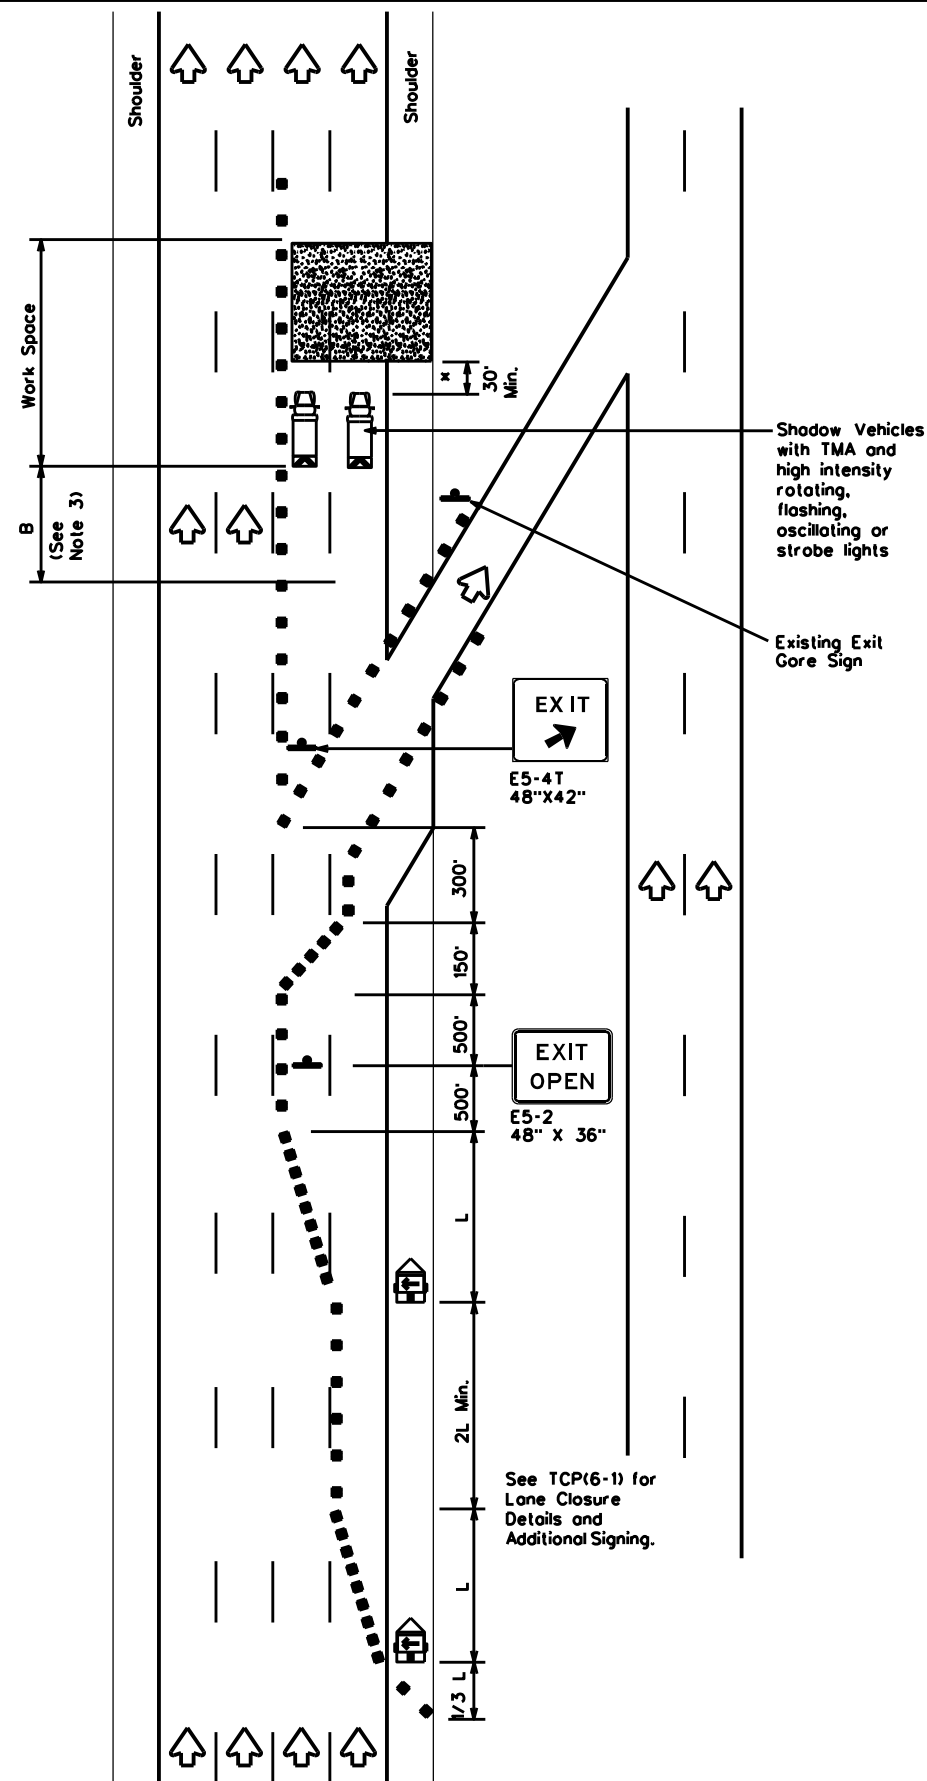 Shoulder
Shoulder
Work Space
x
30'
Min.
B
(See
Note 3)
Shadow Vehicles
with TMA and
high intensity
rotating,
flashing,
oscillating or
strobe lights
Existing Exit
Gore Sign
EXIT
E5-4T
48"X42"
300'
150'
500'
EXIT
OPEN
500'
E5-2
48" X 36"
L
2L Min.
See TCP(6-1) for
Lane Closure
Details and
Additional Signing.
L
1/3 L